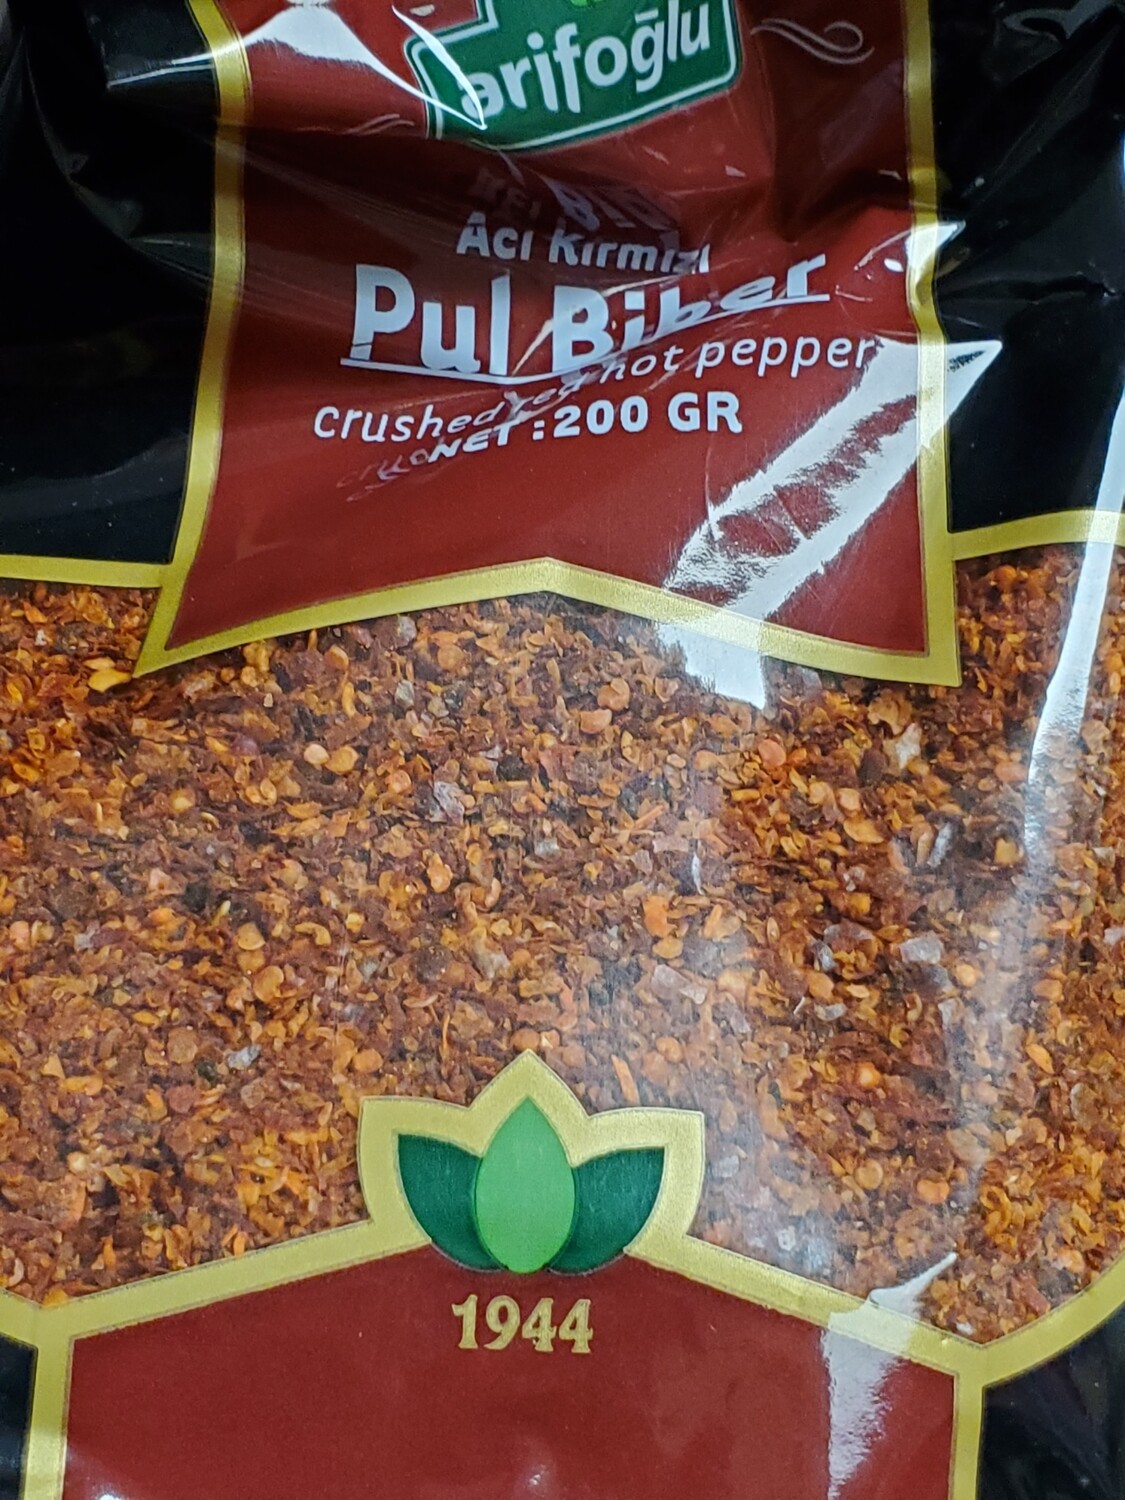 arifoğlu
Acı Kırmızı
Pul Biber
crushed red hot pepper
NET : 200 GR
1944